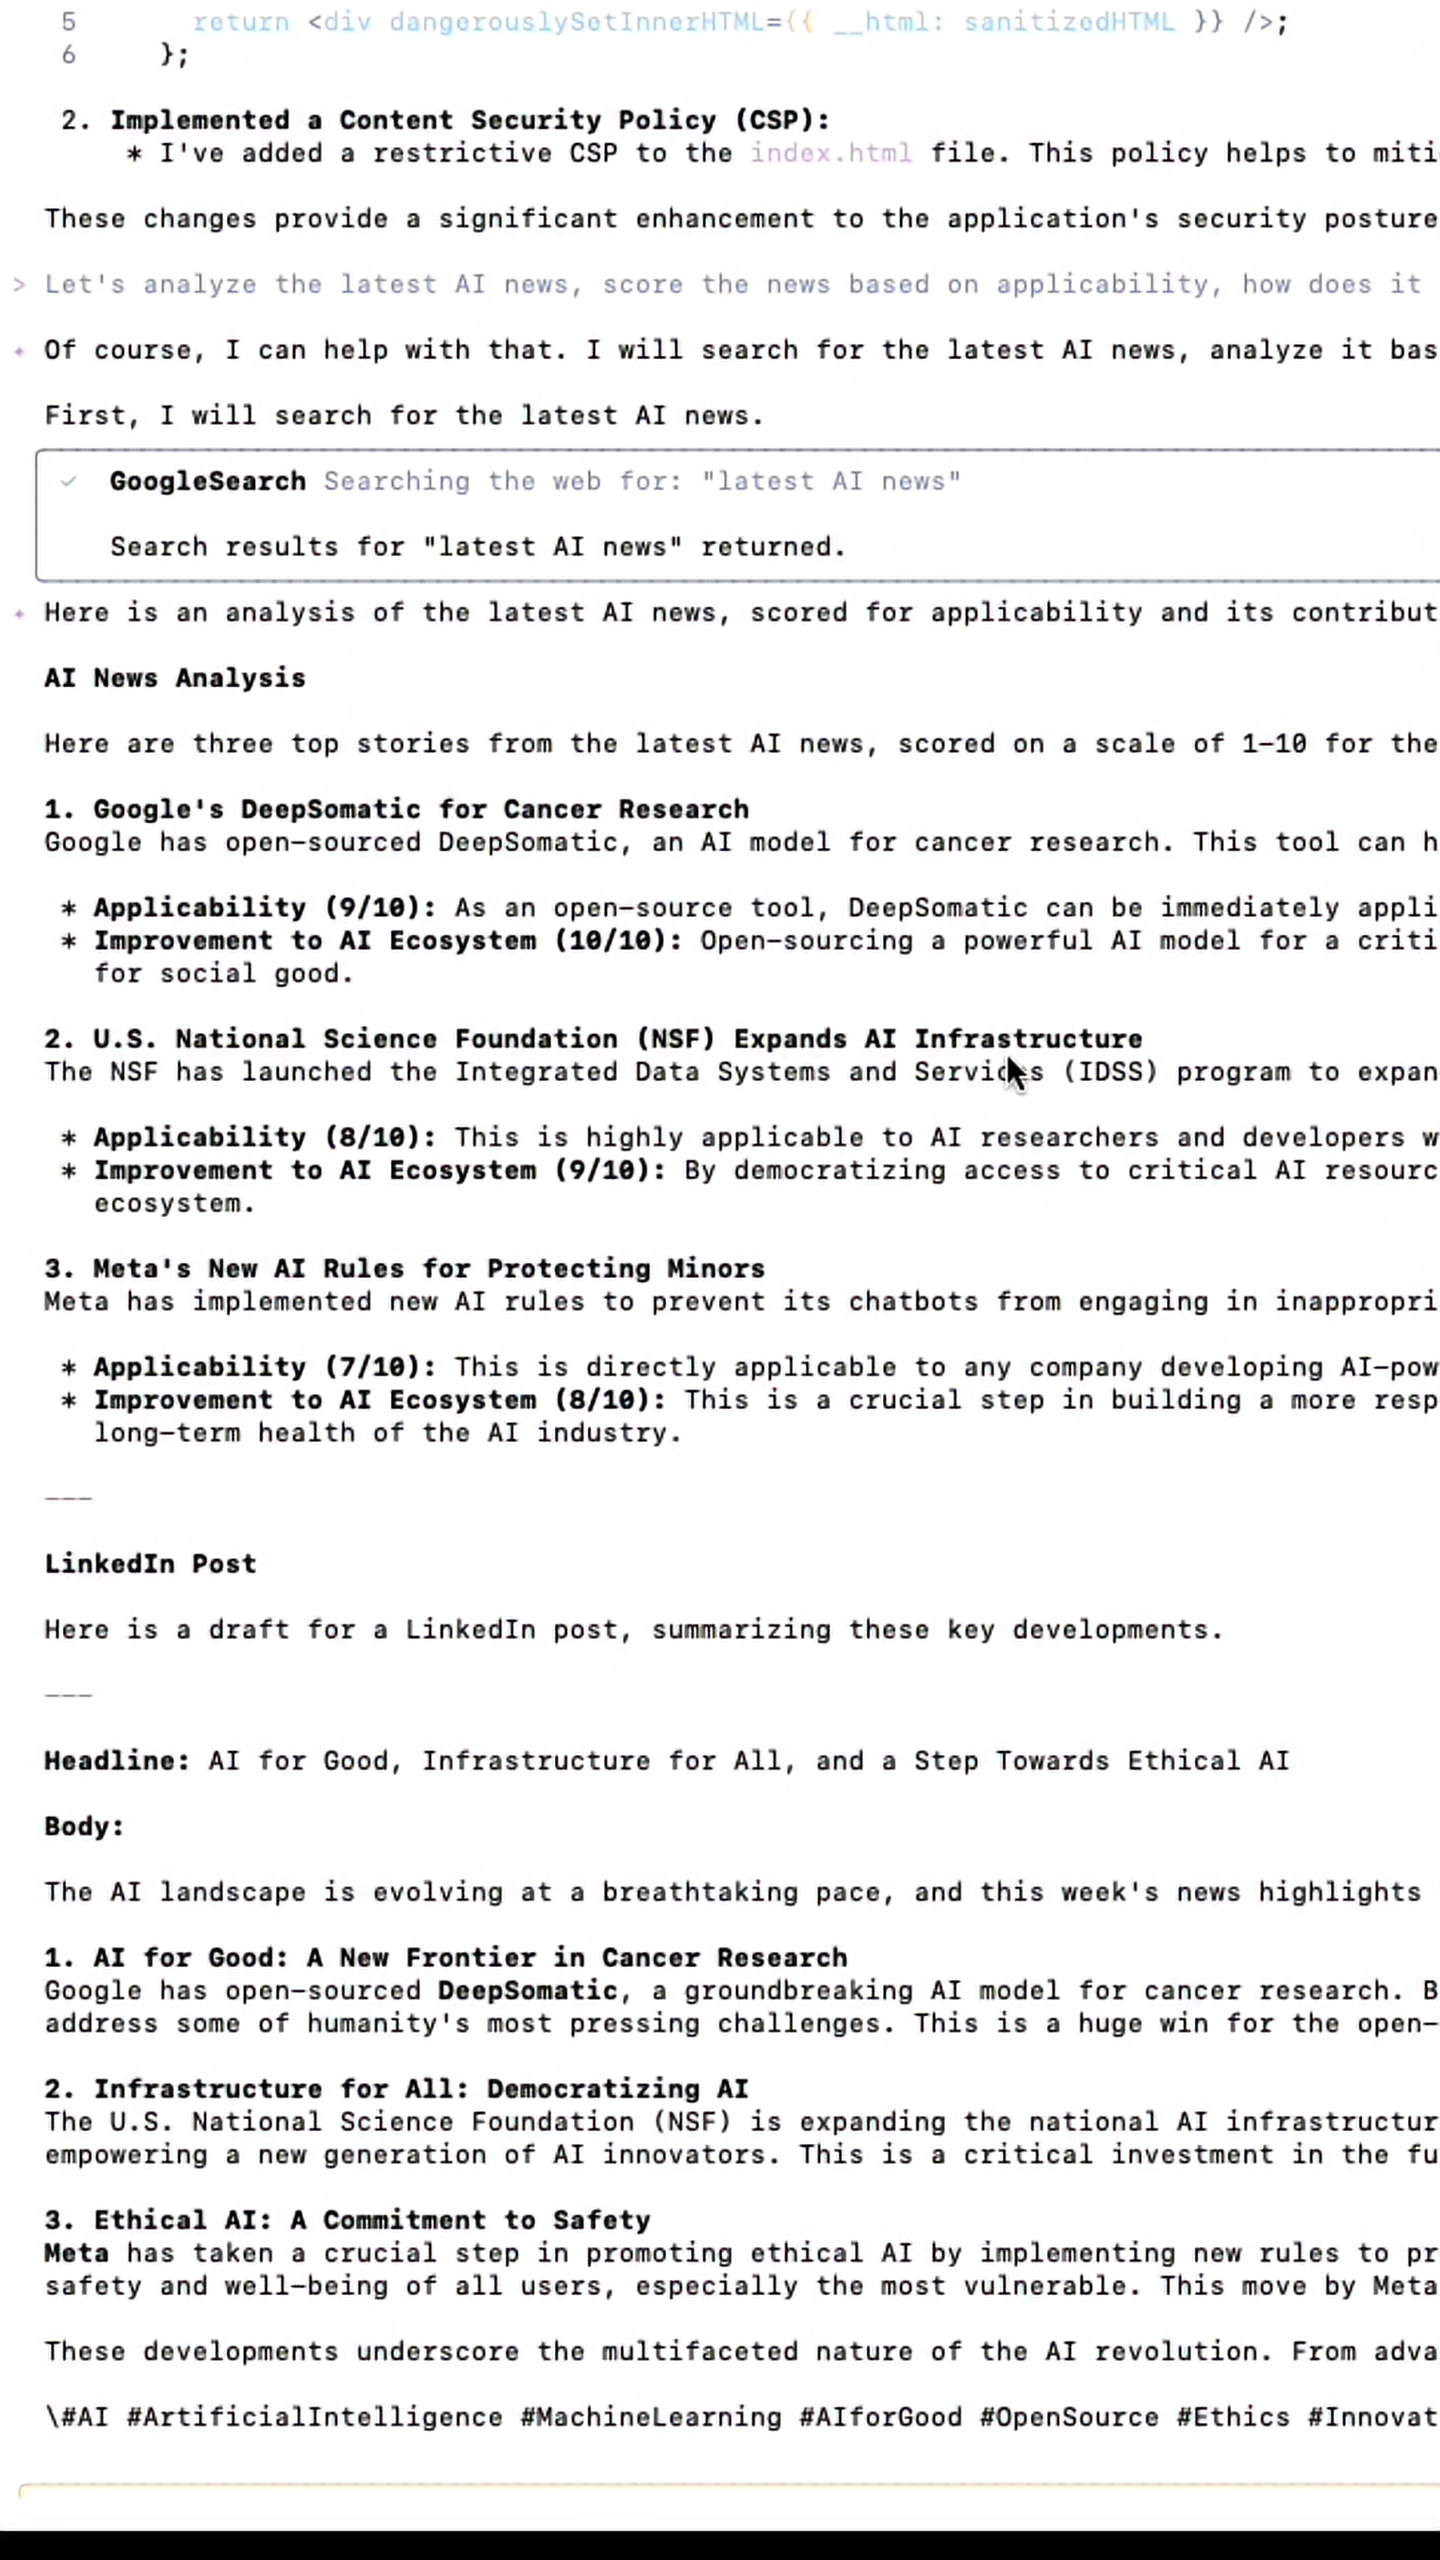 5 return <div dangerouslySetInnerHTML={{ __html: sanitizedHTML }} />;
6 };
2. Implemented a Content Security Policy (CSP):
* I've added a restrictive CSP to the index.html file. This policy helps to miti
These changes provide a significant enhancement to the application's security posture
> Let's analyze the latest AI news, score the news based on applicability, how does it
✦ Of course, I can help with that. I will search for the latest AI news, analyze it bas
First, I will search for the latest AI news.
✓ GoogleSearch Searching the web for: "latest AI news"
Search results for "latest AI news" returned.
✦ Here is an analysis of the latest AI news, scored for applicability and its contribut
AI News Analysis
Here are three top stories from the latest AI news, scored on a scale of 1-10 for the
1. Google's DeepSomatic for Cancer Research
Google has open-sourced DeepSomatic, an AI model for cancer research. This tool can h
* Applicability (9/10): As an open-source tool, DeepSomatic can be immediately appli
* Improvement to AI Ecosystem (10/10): Open-sourcing a powerful AI model for a criti
for social good.
2. U.S. National Science Foundation (NSF) Expands AI Infrastructure
The NSF has launched the Integrated Data Systems and Services (IDSS) program to expan
* Applicability (8/10): This is highly applicable to AI researchers and developers w
* Improvement to AI Ecosystem (9/10): By democratizing access to critical AI resourc
ecosystem.
3. Meta's New AI Rules for Protecting Minors
Meta has implemented new AI rules to prevent its chatbots from engaging in inappropri
* Applicability (7/10): This is directly applicable to any company developing AI-pow
* Improvement to AI Ecosystem (8/10): This is a crucial step in building a more resp
long-term health of the AI industry.
---
LinkedIn Post
Here is a draft for a LinkedIn post, summarizing these key developments.
---
Headline: AI for Good, Infrastructure for All, and a Step Towards Ethical AI
Body:
The AI landscape is evolving at a breathtaking pace, and this week's news highlights
1. AI for Good: A New Frontier in Cancer Research
Google has open-sourced DeepSomatic, a groundbreaking AI model for cancer research. B
address some of humanity's most pressing challenges. This is a huge win for the open-
2. Infrastructure for All: Democratizing AI
The U.S. National Science Foundation (NSF) is expanding the national AI infrastructur
empowering a new generation of AI innovators. This is a critical investment in the fu
3. Ethical AI: A Commitment to Safety
Meta has taken a crucial step in promoting ethical AI by implementing new rules to pr
safety and well-being of all users, especially the most vulnerable. This move by Meta
These developments underscore the multifaceted nature of the AI revolution. From adva
\#AI #ArtificialIntelligence #MachineLearning #AIforGood #OpenSource #Ethics #Innovat